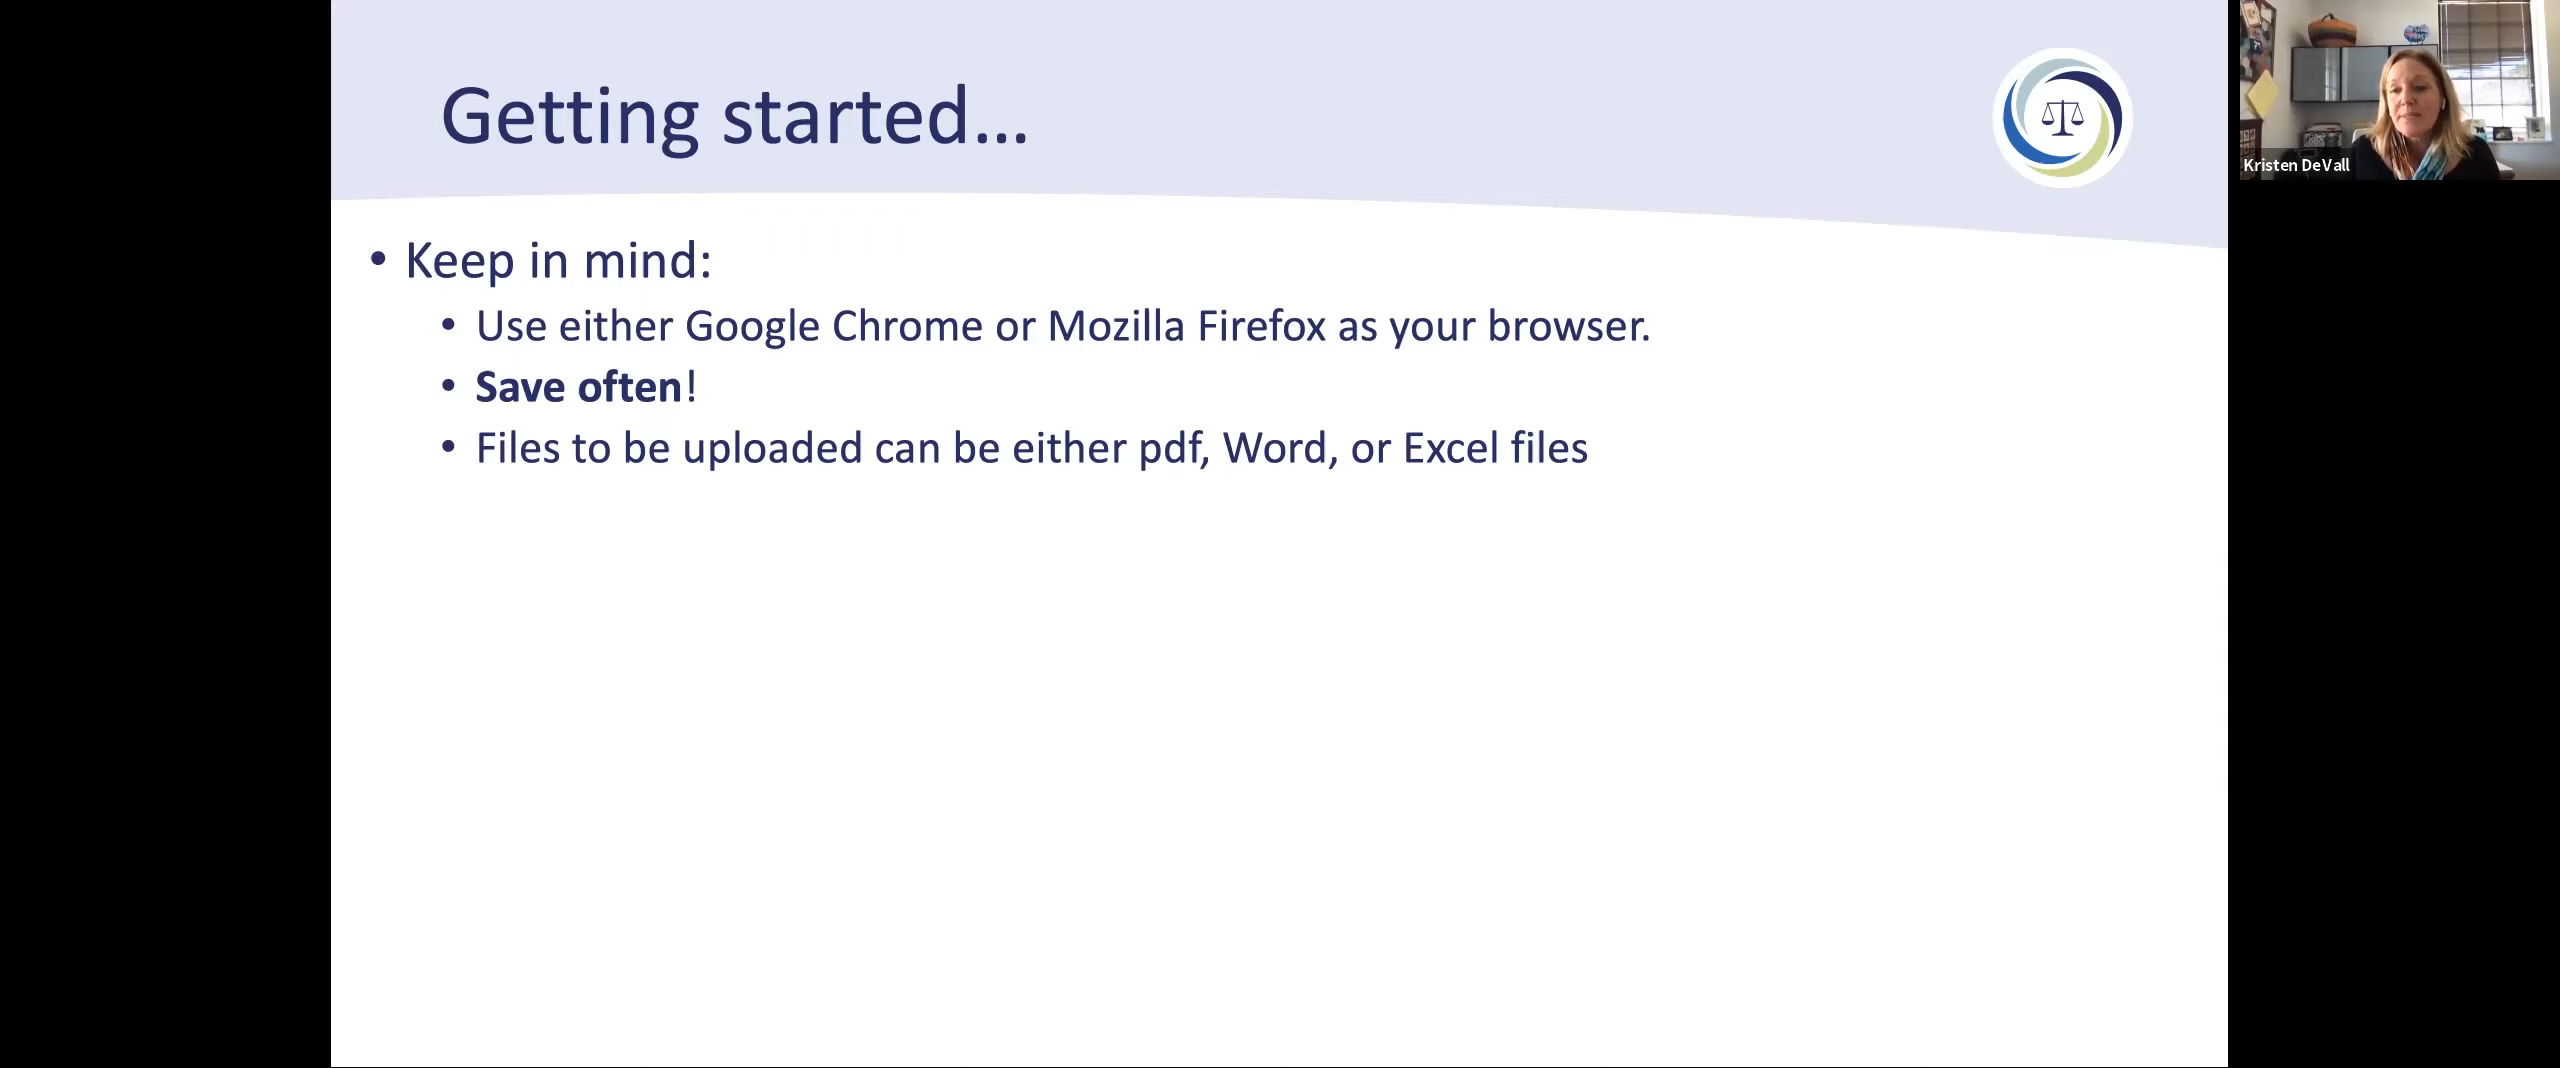 Getting started...
• Keep in mind:
• Use either Google Chrome or Mozilla Firefox as your browser.
• Save often!
• Files to be uploaded can be either pdf, Word, or Excel files
Kristen DeVall